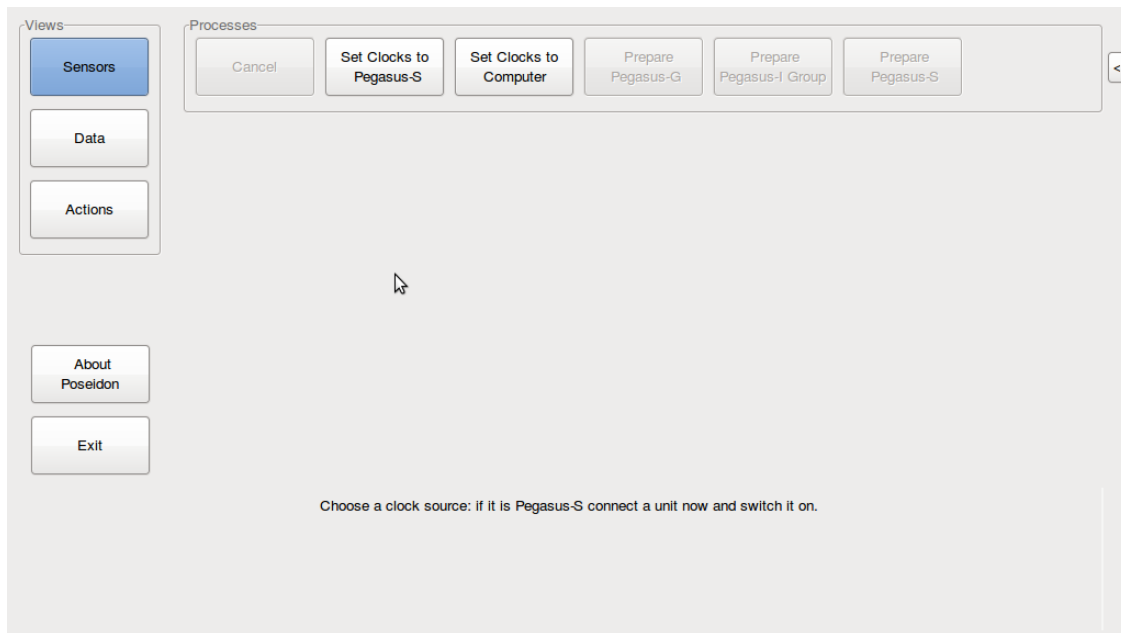 Views
Sensors
Data
Actions
About
Poseidon
Exit
Processes
Cancel
Set Clocks to
Pegasus-S
Set Clocks to
Computer
Prepare
Pegasus-G
Prepare
Pegasus-I Group
Prepare
Pegasus-S
<
Choose a clock source: if it is Pegasus-S connect a unit now and switch it on.